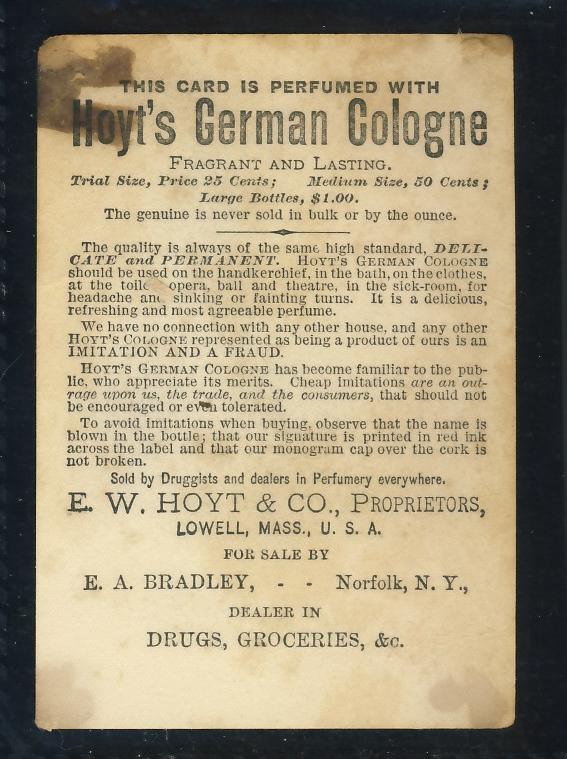 THIS CARD IS PERFUMED WITH
Hoyt's German Cologne
FRAGRANT AND LASTING.
Trial Size, Price 25 Cents; Medium Size, 50 Cents;
Large Bottles, $1.00.
The genuine is never sold in bulk or by the ounce.
The quality is always of the same high standard, DELI-
CATE and PERMANENT. HOYT'S GERMAN COLOGNE
should be used on the handkerchief, in the bath, on the clothes,
at the opera, ball and theatre, in the sick-room, for
headache and sinking or fainting turns. It is a delicious,
refreshing and most agreeable perfume.
We have no connection with any other house, and any other
HOYT'S COLOGNE represented as being a product of ours is an
IMITATION AND A FRAUD.
HOYT'S GERMAN COLOGNE has become familiar to the pub-
lic, who appreciate its merits. Cheap imitations are an out-
rage upon us, the trade, and the consumers, that should not
be encouraged or even tolerated.
To avoid imitations when buying, observe that the name is
blown in the bottle; that our signature is printed in red ink
across the label and that our monogram cap over the cork is
not broken.
Sold by Druggists and dealers in Perfumery everywhere.
E. W. HOYT & CO., PROPRIETORS,
LOWELL, MASS., U. S. A.
FOR SALE BY
E. A. BRADLEY, - - Norfolk, N. Y.,
DEALER IN
DRUGS, GROCERIES, &c.